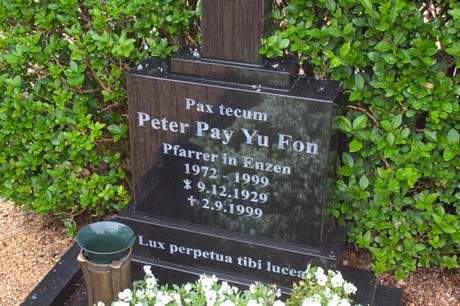 Pax tecum
Peter Pay Yu Fon
Pfarrer in Enzen
1972 - 1999
* 9.12.1929
✝ 2.9.1999
Lux perpetua tibi lucea